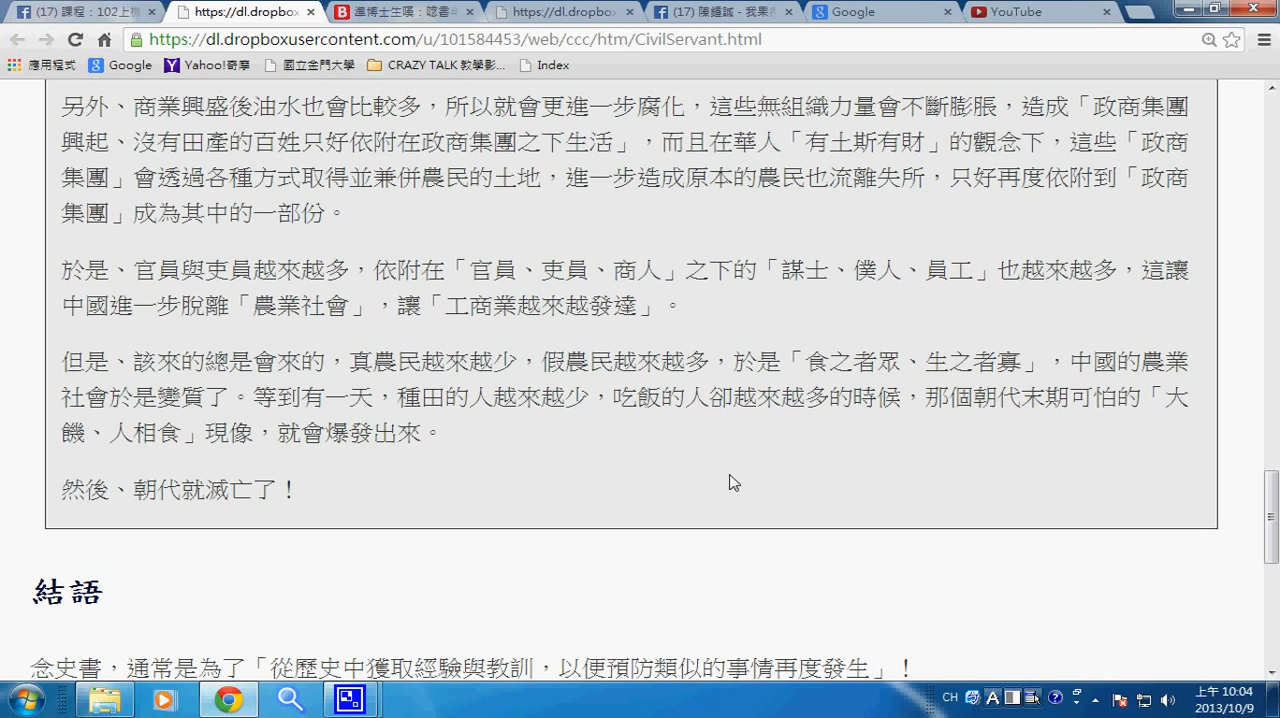 (17) 課程：102上
https://dl.dropbox
準博士生嗎：唸書
https://dl.dropbo
(17) 陳鍾誠 - 我果
Google
YouTube
https://dl.dropboxusercontent.com/u/101584453/web/ccc/htm/CivilServant.html
應用程式 Google Yahoo!奇摩 國立金門大學 CRAZY TALK 教學影... Index
另外、商業興盛後油水也會比較多，所以就會更進一步腐化，這些無組織力量會不斷膨脹，造成「政商集團
興起、沒有田產的百姓只好依附在政商集團之下生活」，而且在華人「有土斯有財」的觀念下，這些「政商
集團」會透過各種方式取得並兼併農民的土地，進一步造成原本的農民也流離失所，只好再度依附到「政商
集團」成為其中的一部份。
於是、官員與吏員越來越多，依附在「官員、吏員、商人」之下的「謀士、僕人、員工」也越來越多，這讓
中國進一步脫離「農業社會」，讓「工商業越來越發達」。
但是、該來的總是會來的，真農民越來越少，假農民越來越多，於是「食之者眾、生之者寡」，中國的農業
社會於是變質了。等到有一天，種田的人越來越少，吃飯的人卻越來越多的時候，那個朝代末期可怕的「大
饑、人相食」現像，就會爆發出來。
然後、朝代就滅亡了！
結語
念史書，通常是為了「從歷史中獲取經驗與教訓，以便預防類似的事情再度發生」！
CH
上午 10:04
2013/10/9